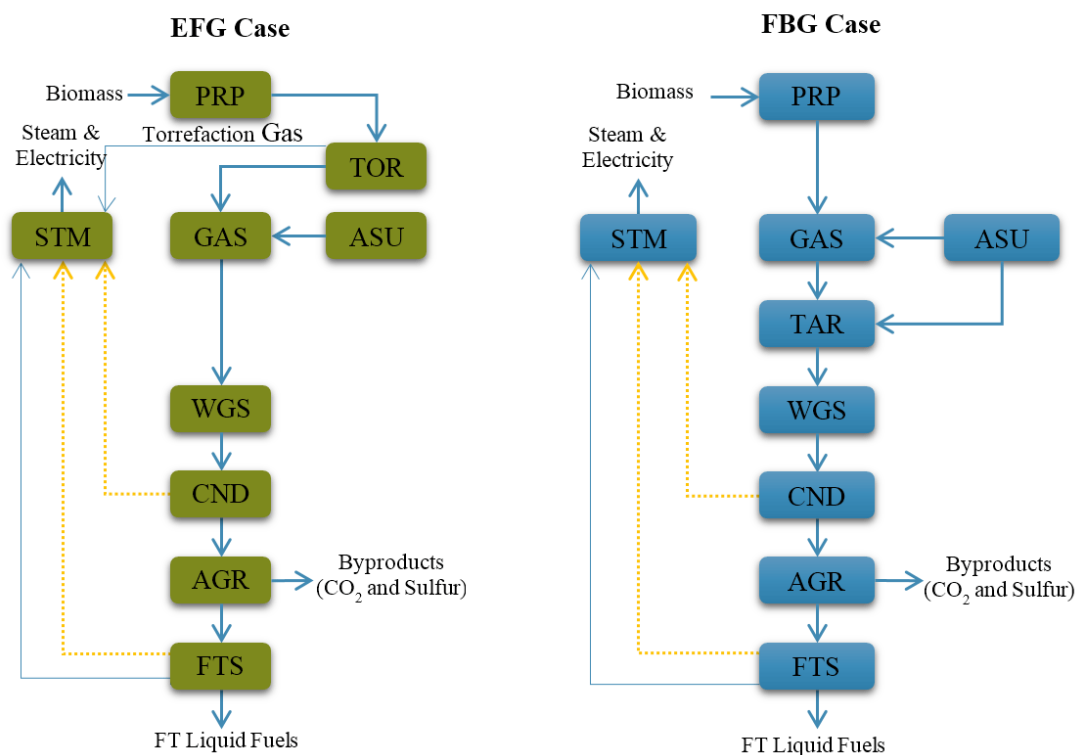 EFG Case
Biomass
PRP
Steam &
Electricity
Torrefaction Gas
TOR
STM
GAS
ASU
WGS
CND
AGR
Byproducts
(CO₂ and Sulfur)
FTS
FT Liquid Fuels
FBG Case
Biomass
PRP
Steam &
Electricity
STM
GAS
ASU
TAR
WGS
CND
AGR
Byproducts
(CO₂ and Sulfur)
FTS
FT Liquid Fuels